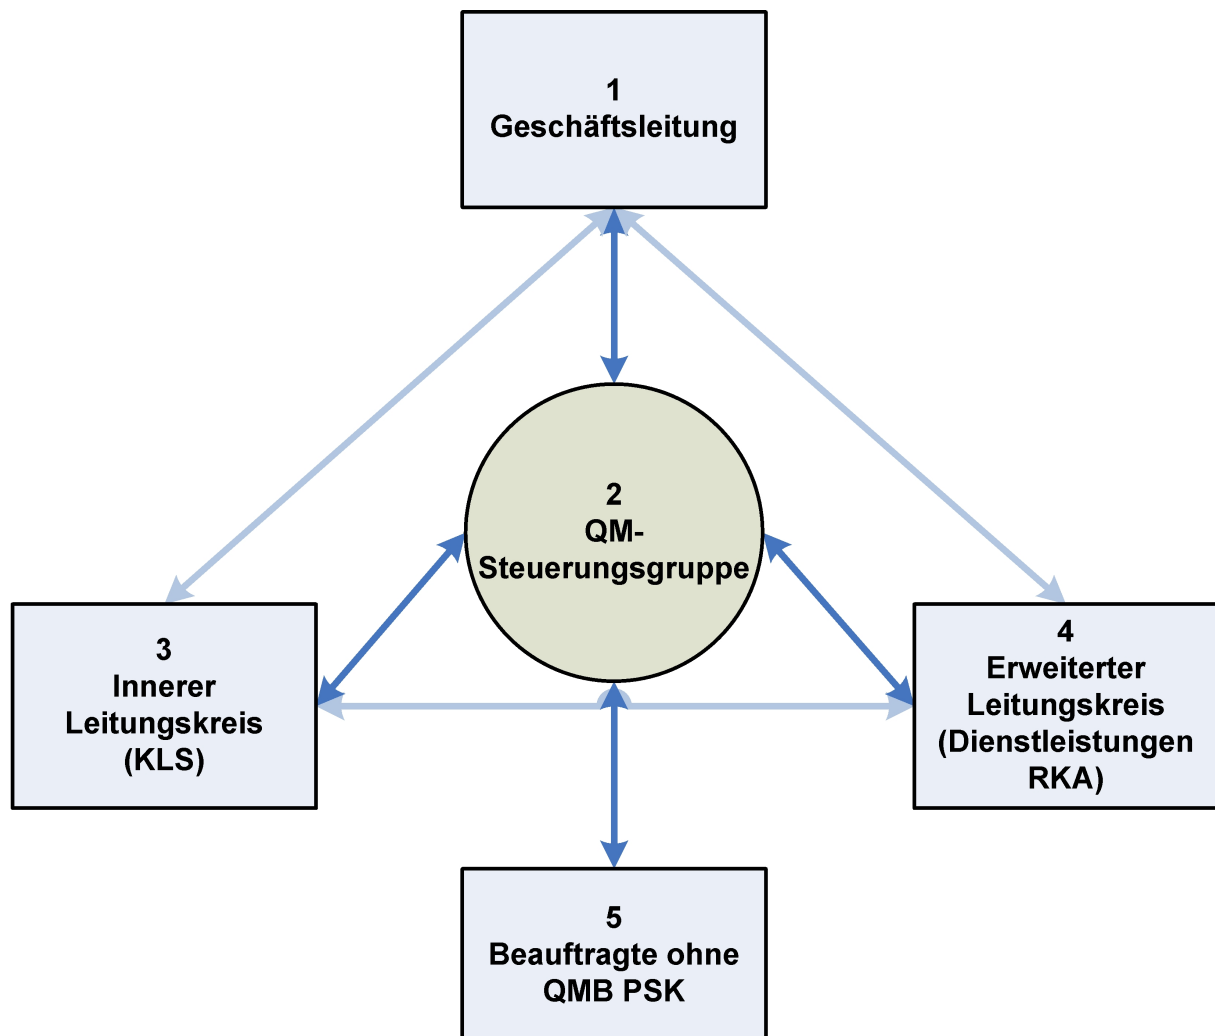 1
Geschäftsleitung
2
QM-
Steuerungsgruppe
3
Innerer
Leitungskreis
(KLS)
4
Erweiterter
Leitungskreis
(Dienstleistungen
RKA)
5
Beauftragte ohne
QMB PSK